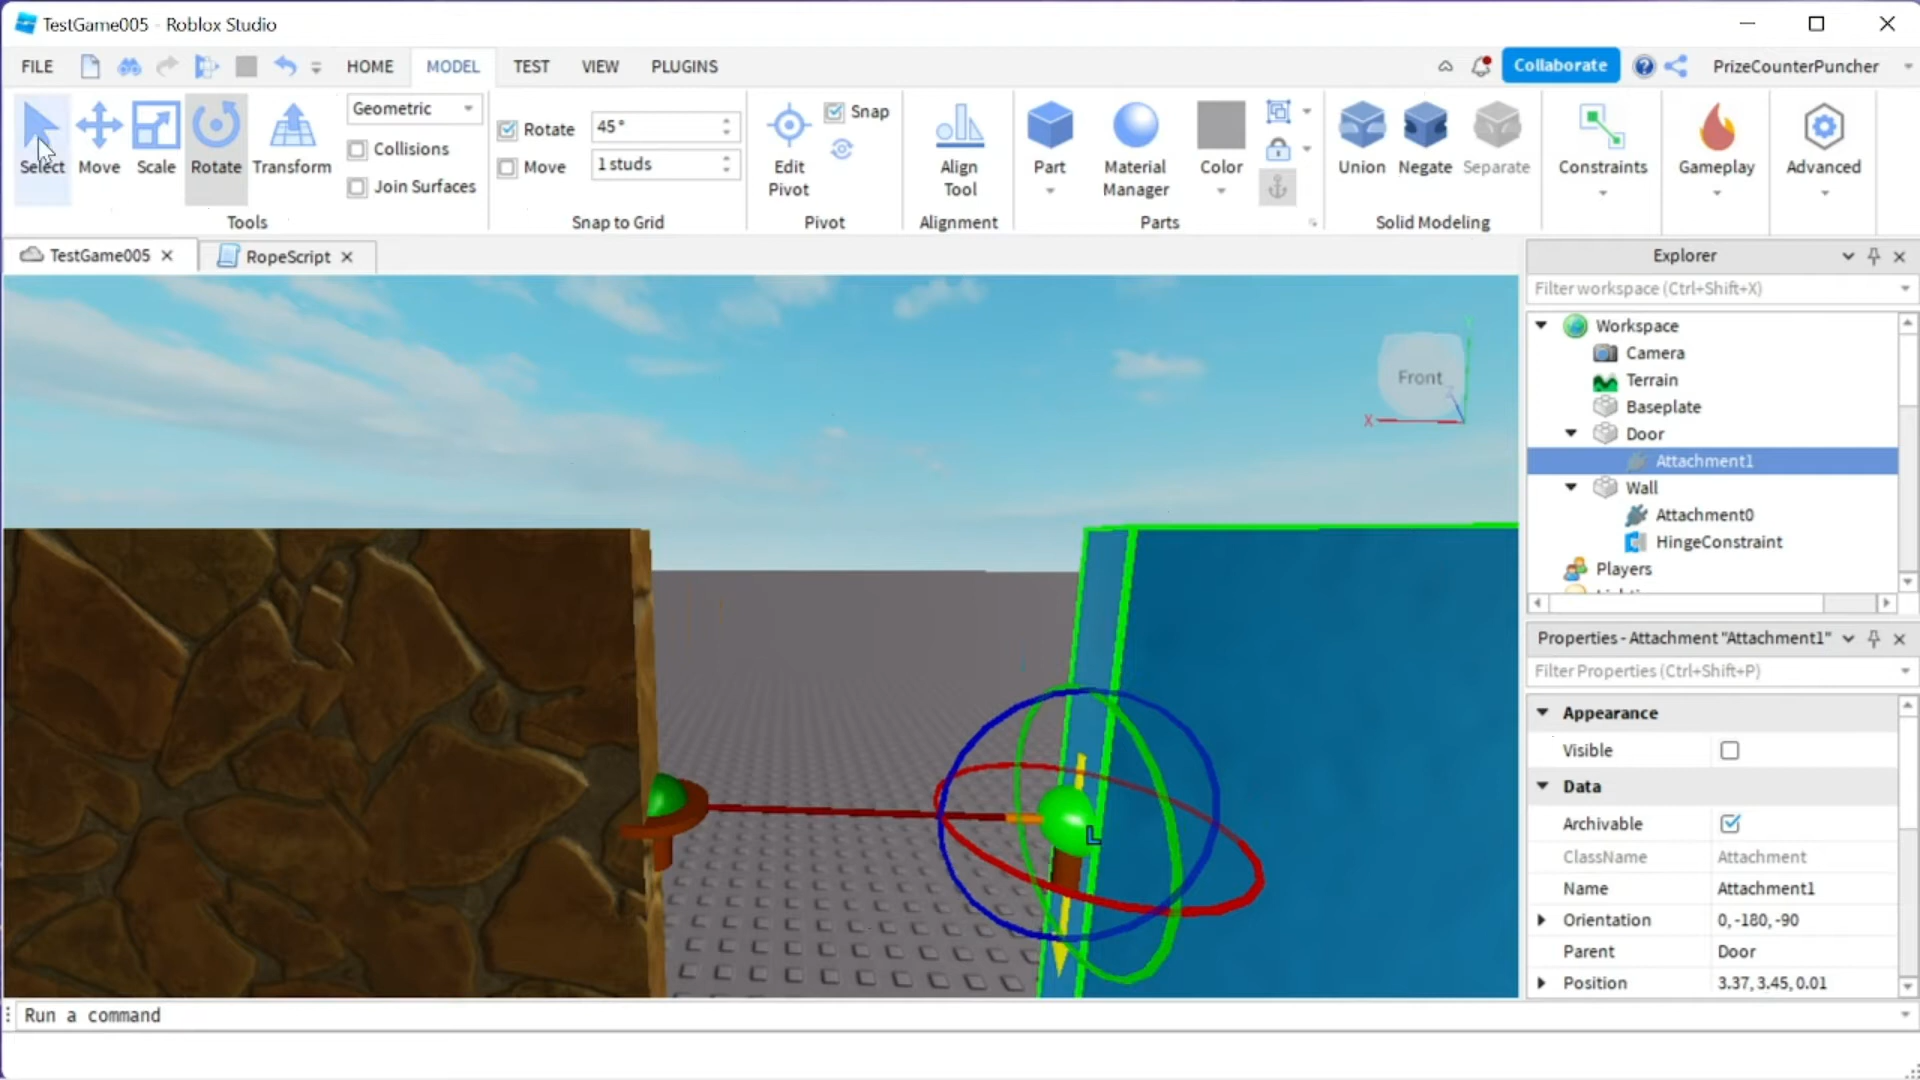 TestGame005 - Roblox Studio
FILE HOME MODEL TEST VIEW PLUGINS Collaborate PrizeCounterPuncher
Select Move Scale Rotate Transform
Geometric
Collisions
Join Surfaces
Tools
Rotate 45°
Move 1 studs
Snap to Grid
Edit Pivot
Snap
Pivot
Align Tool
Alignment
Part
Material Manager
Color
Parts
Union Negate Separate
Solid Modeling
Constraints
Gameplay
Advanced
TestGame005 RopeScript
Front
X
L
Explorer
Filter workspace (Ctrl+Shift+X)
Workspace
Camera
Terrain
Baseplate
Door
Attachment1
Wall
Attachment0
HingeConstraint
Players
Properties - Attachment "Attachment1"
Filter Properties (Ctrl+Shift+P)
Appearance
Visible
Data
Archivable
ClassName Attachment
Name Attachment1
Orientation 0, -180, -90
Parent Door
Position 3.37, 3.45, 0.01
Run a command